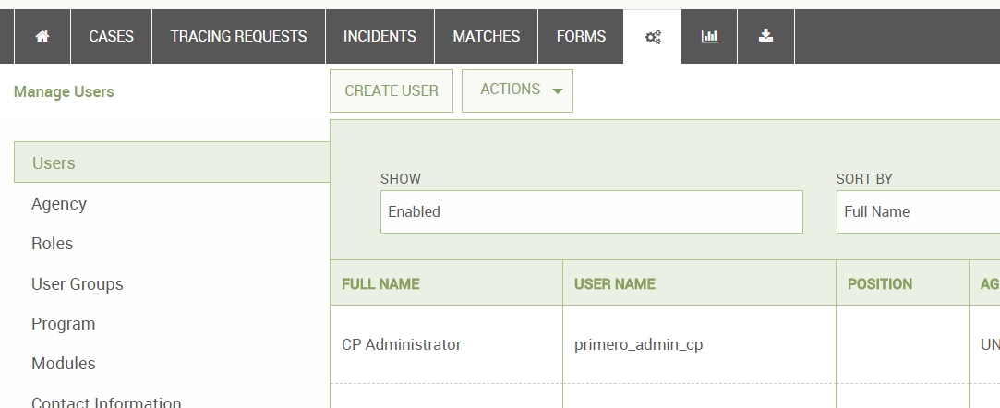 CASES TRACING REQUESTS INCIDENTS MATCHES FORMS
Manage Users
CREATE USER ACTIONS
Users
Agency
Roles
User Groups
Program
Modules
Contact Information
SHOW SORT BY
Enabled Full Name
FULL NAME USER NAME POSITION AG
CP Administrator primero_admin_cp UN